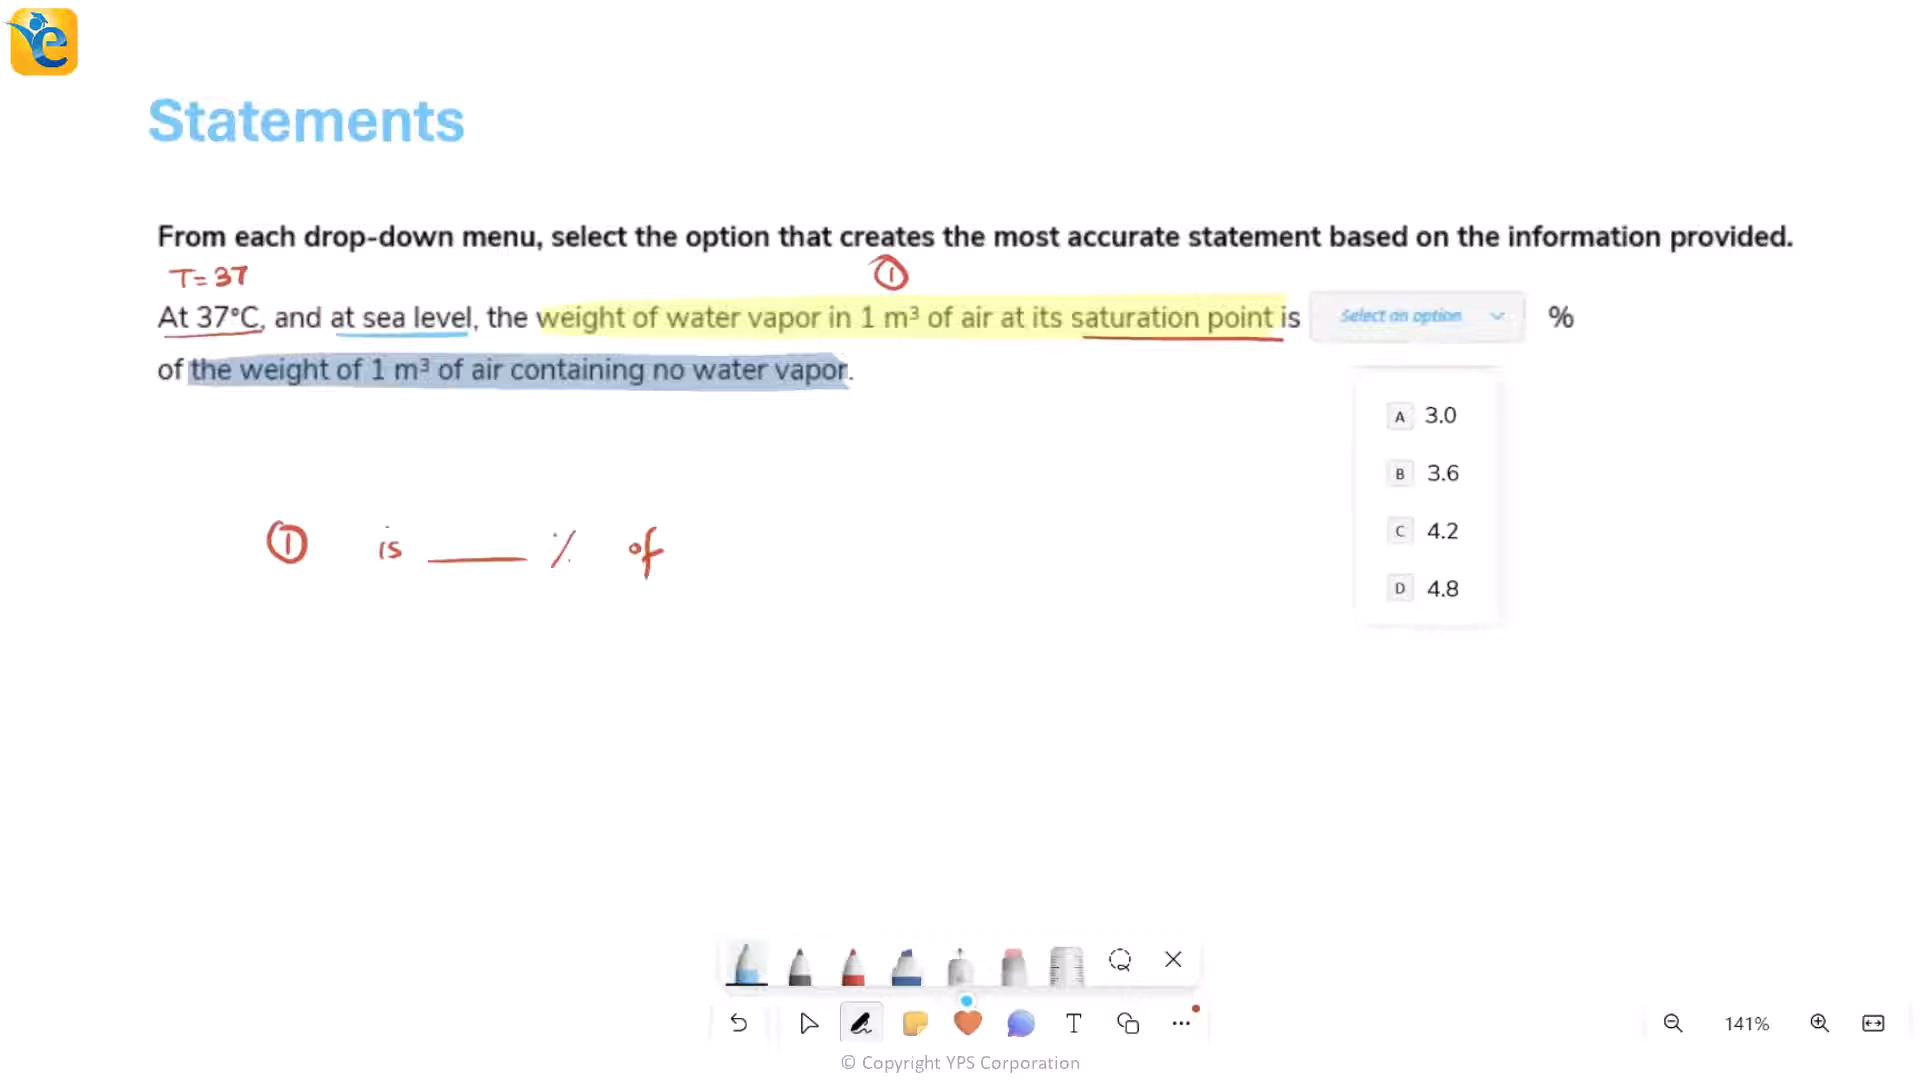 Statements
From each drop-down menu, select the option that creates the most accurate statement based on the information provided.
T= 37
①
At 37°C, and at sea level, the weight of water vapor in 1 m³ of air at its saturation point is Select an option %
of the weight of 1 m³ of air containing no water vapor.
A 3.0
B 3.6
C 4.2
D 4.8
① is ____ % of
T
141%
© Copyright YPS Corporation